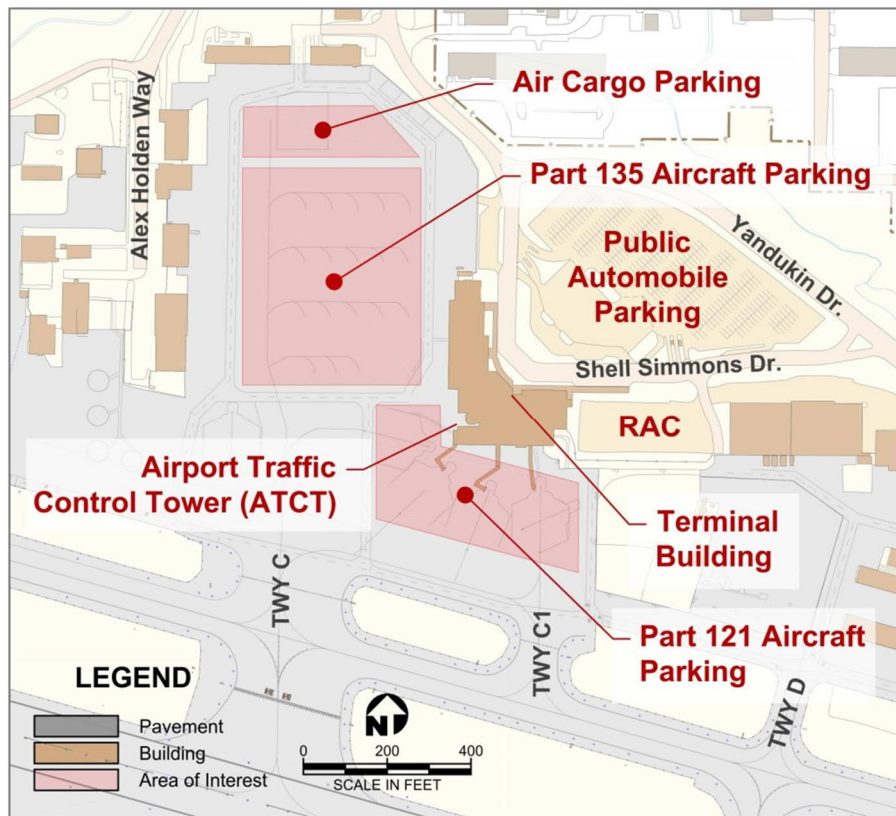 Air Cargo Parking
Part 135 Aircraft Parking
Alex Holden Way
Public
Automobile
Parking
Yandukin Dr.
Shell Simmons Dr.
RAC
Airport Traffic
Control Tower (ATCT)
Terminal
Building
Part 121 Aircraft
Parking
TWY C
TWY C1
TWY D
LEGEND
Pavement
Building
Area of Interest
N
0 200 400
SCALE IN FEET